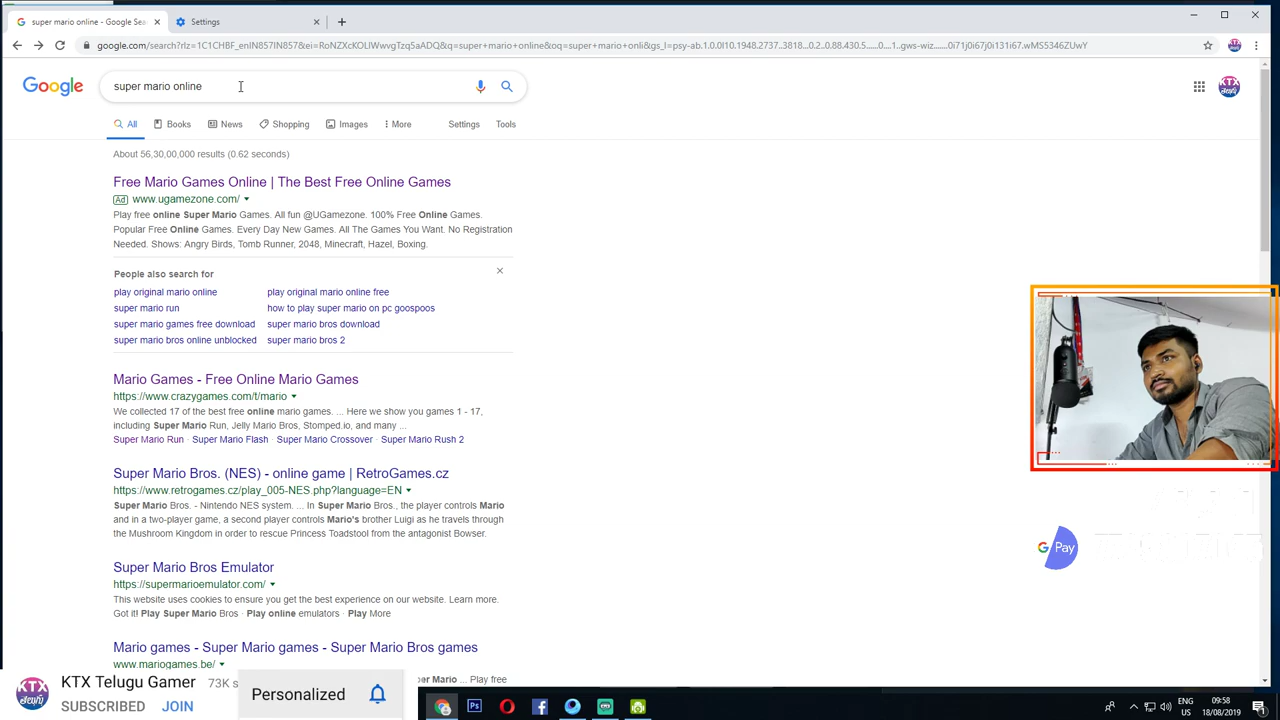 super mario online - Google Sea
Settings
google.com/search?rlz=1C1CHBF_enIN857IN857&ei=RoNZXcKOLIWwvgTzq5aADQ&q=super+mario+online&oq=super+mario+onli&gs_l=psy-ab.1.0.0l10.1948.2737..3818...0.2..0.88.430.5......0....1..gws-wiz.......0i71j0i67j0i131i67.wMS5346ZUwY
Google
super mario online
All
Books
News
Shopping
Images
More
Settings
Tools
About 56,30,00,000 results (0.62 seconds)
Free Mario Games Online | The Best Free Online Games
Ad www.ugamezone.com/
Play free online Super Mario Games. All fun @UGamezone. 100% Free Online Games.
Popular Free Online Games. Every Day New Games. All The Games You Want. No Registration
Needed. Shows: Angry Birds, Tomb Runner, 2048, Minecraft, Hazel, Boxing.
People also search for
play original mario online
play original mario online free
super mario run
how to play super mario on pc goospoos
super mario games free download
super mario bros download
super mario bros online unblocked
super mario bros 2
Mario Games - Free Online Mario Games
https://www.crazygames.com/t/mario
We collected 17 of the best free online mario games. ... Here we show you games 1 - 17,
including Super Mario Run, Jelly Mario Bros, Stomped.io, and many ...
Super Mario Run · Super Mario Flash · Super Mario Crossover · Super Mario Rush 2
Super Mario Bros. (NES) - online game | RetroGames.cz
https://www.retrogames.cz/play_005-NES.php?language=EN
Super Mario Bros. - Nintendo NES system. ... In Super Mario Bros., the player controls Mario
and in a two-player game, a second player controls Mario's brother Luigi as he travels through
the Mushroom Kingdom in order to rescue Princess Toadstool from the antagonist Bowser.
Super Mario Bros Emulator
https://supermarioemulator.com/
This website uses cookies to ensure you get the best experience on our website. Learn more.
Got it! Play Super Mario Bros · Play online emulators · Play More
Mario games - Super Mario games - Super Mario Bros games
www.mariogames.be/
Super Mario. Play free
G Pay
KTX Telugu Gamer
73K s
SUBSCRIBED
JOIN
Personalized
ENG
US
09:58
18/08/2019